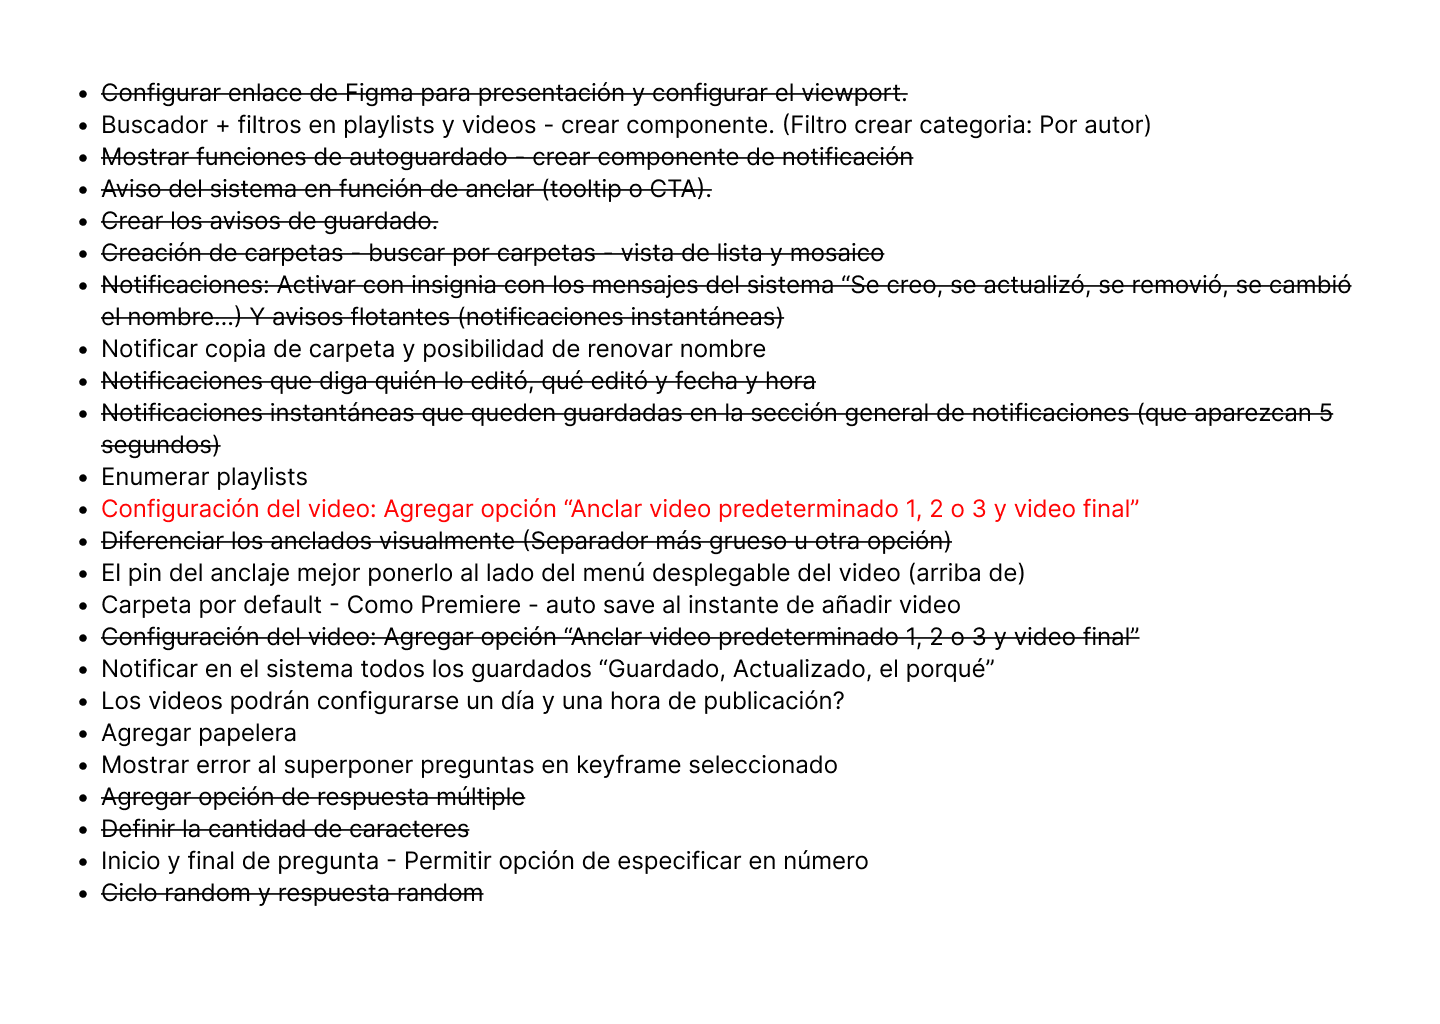 • Configurar enlace de Figma para presentación y configurar el viewport.
• Buscador + filtros en playlists y videos - crear componente. (Filtro crear categoria: Por autor)
• Mostrar funciones de autoguardado - crear componente de notificación
• Aviso del sistema en función de anclar (tooltip o CTA).
• Crear los avisos de guardado.
• Creación de carpetas - buscar por carpetas - vista de lista y mosaico
• Notificaciones: Activar con insignia con los mensajes del sistema “Se creo, se actualizó, se removió, se cambió
el nombre...) Y avisos flotantes (notificaciones instantáneas)
• Notificar copia de carpeta y posibilidad de renovar nombre
• Notificaciones que diga quién lo editó, qué editó y fecha y hora
• Notificaciones instantáneas que queden guardadas en la sección general de notificaciones (que aparezcan 5
segundos)
• Enumerar playlists
• Configuración del video: Agregar opción “Anclar video predeterminado 1, 2 o 3 y video final”
• Diferenciar los anclados visualmente (Separador más grueso u otra opción)
• El pin del anclaje mejor ponerlo al lado del menú desplegable del video (arriba de)
• Carpeta por default - Como Premiere - auto save al instante de añadir video
• Configuración del video: Agregar opción “Anclar video predeterminado 1, 2 o 3 y video final”
• Notificar en el sistema todos los guardados “Guardado, Actualizado, el porqué”
• Los videos podrán configurarse un día y una hora de publicación?
• Agregar papelera
• Mostrar error al superponer preguntas en keyframe seleccionado
• Agregar opción de respuesta múltiple
• Definir la cantidad de caracteres
• Inicio y final de pregunta - Permitir opción de especificar en número
• Ciclo random y respuesta random